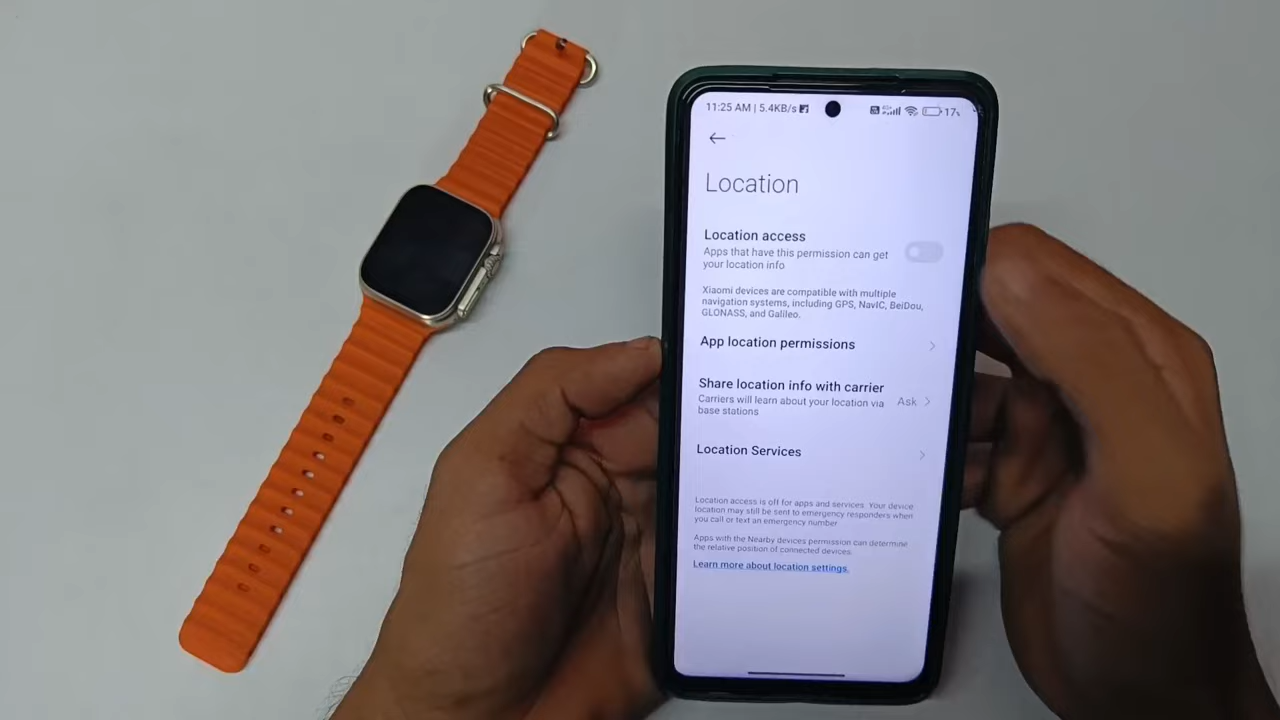 11:25 AM | 5.4KB/s
17%
Location
Location access
Apps that have this permission can get
your location info
Xiaomi devices are compatible with multiple
navigation systems, including GPS, NavIC, BeiDou,
GLONASS, and Galileo.
App location permissions
Share location info with carrier
Carriers will learn about your location via
base stations
Ask
Location Services
Location access is off for apps and services. Your device
location may still be sent to emergency responders when
you call or text an emergency number
Apps with the Nearby devices permission can determine
the relative position of connected devices.
Learn more about location settings.